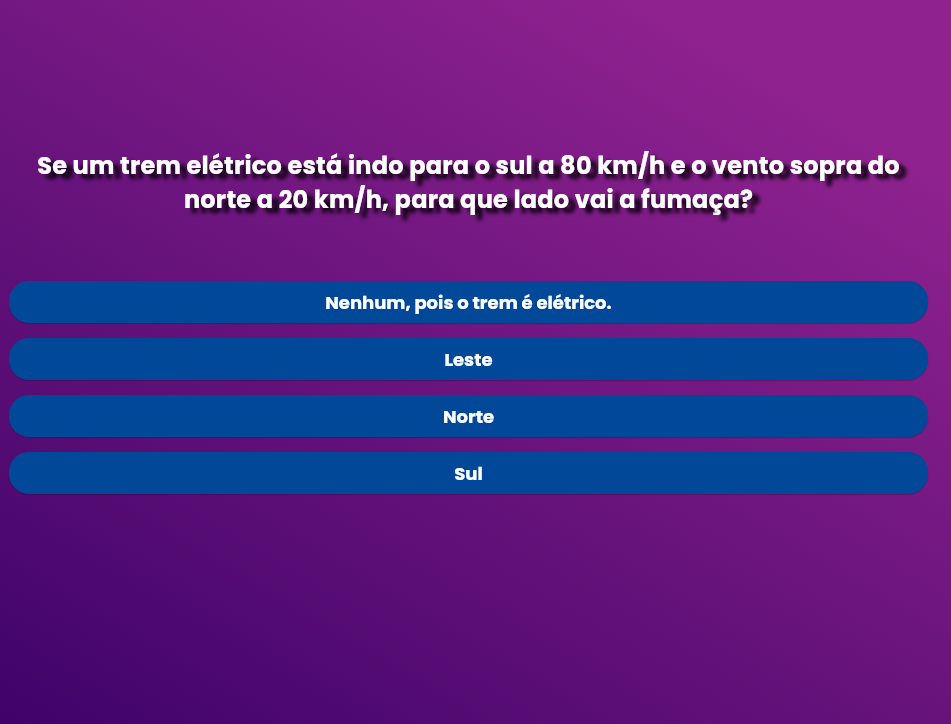 Se um trem elétrico está indo para o sul a 80 km/h e o vento sopra do
norte a 20 km/h, para que lado vai a fumaça?
Nenhum, pois o trem é elétrico.
Leste
Norte
Sul